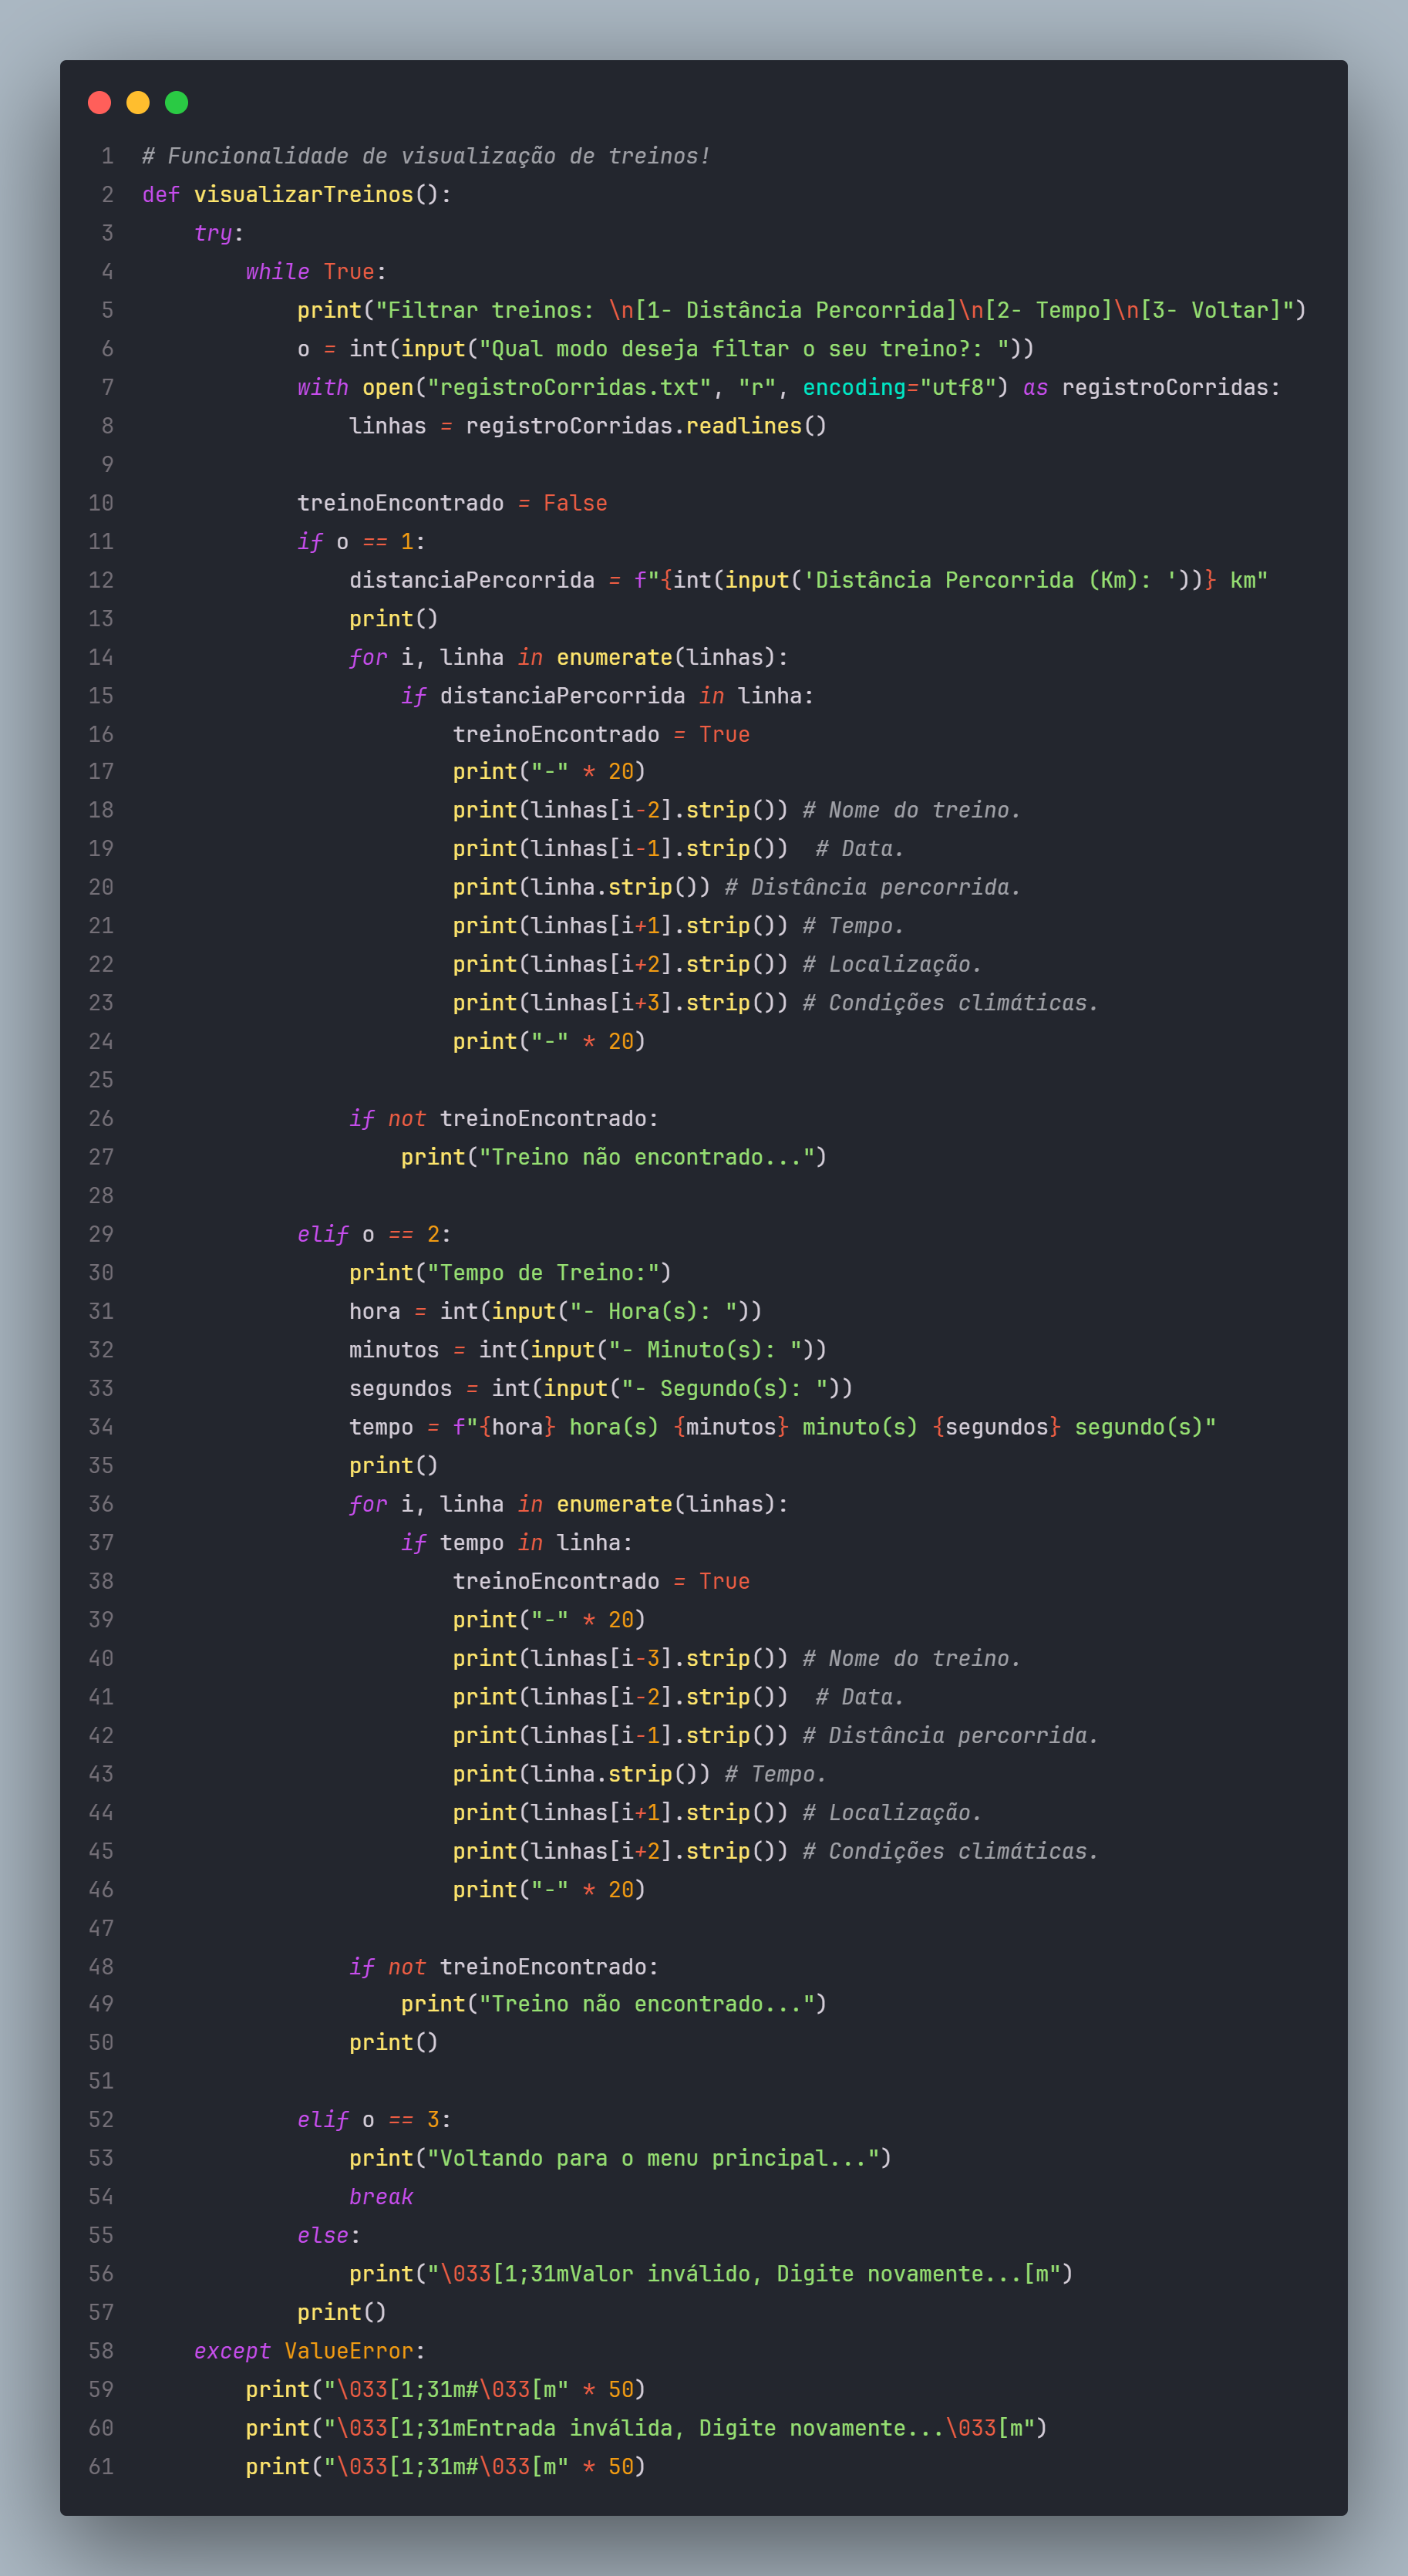 1 # Funcionalidade de visualização de treinos!
2 def visualizarTreinos():
3     try:
4         while True:
5             print("Filtrar treinos: \n[1- Distância Percorrida]\n[2- Tempo]\n[3- Voltar]")
6             o = int(input("Qual modo deseja filtar o seu treino?: "))
7             with open("registroCorridas.txt", "r", encoding="utf8") as registroCorridas:
8                 linhas = registroCorridas.readlines()
9
10             treinoEncontrado = False
11             if o == 1:
12                 distanciaPercorrida = f"{int(input('Distância Percorrida (Km): '))} km"
13                 print()
14                 for i, linha in enumerate(linhas):
15                     if distanciaPercorrida in linha:
16                         treinoEncontrado = True
17                         print("-" * 20)
18                         print(linhas[i-2].strip()) # Nome do treino.
19                         print(linhas[i-1].strip())  # Data.
20                         print(linha.strip()) # Distância percorrida.
21                         print(linhas[i+1].strip()) # Tempo.
22                         print(linhas[i+2].strip()) # Localização.
23                         print(linhas[i+3].strip()) # Condições climáticas.
24                         print("-" * 20)
25
26                 if not treinoEncontrado:
27                     print("Treino não encontrado...")
28
29             elif o == 2:
30                 print("Tempo de Treino:")
31                 hora = int(input("- Hora(s): "))
32                 minutos = int(input("- Minuto(s): "))
33                 segundos = int(input("- Segundo(s): "))
34                 tempo = f"{hora} hora(s) {minutos} minuto(s) {segundos} segundo(s)"
35                 print()
36                 for i, linha in enumerate(linhas):
37                     if tempo in linha:
38                         treinoEncontrado = True
39                         print("-" * 20)
40                         print(linhas[i-3].strip()) # Nome do treino.
41                         print(linhas[i-2].strip())  # Data.
42                         print(linhas[i-1].strip()) # Distância percorrida.
43                         print(linha.strip()) # Tempo.
44                         print(linhas[i+1].strip()) # Localização.
45                         print(linhas[i+2].strip()) # Condições climáticas.
46                         print("-" * 20)
47
48                 if not treinoEncontrado:
49                     print("Treino não encontrado...")
50                 print()
51
52             elif o == 3:
53                 print("Voltando para o menu principal...")
54                 break
55             else:
56                 print("\033[1;31mValor inválido, Digite novamente...[m")
57             print()
58     except ValueError:
59         print("\033[1;31m#\033[m" * 50)
60         print("\033[1;31mEntrada inválida, Digite novamente...\033[m")
61         print("\033[1;31m#\033[m" * 50)